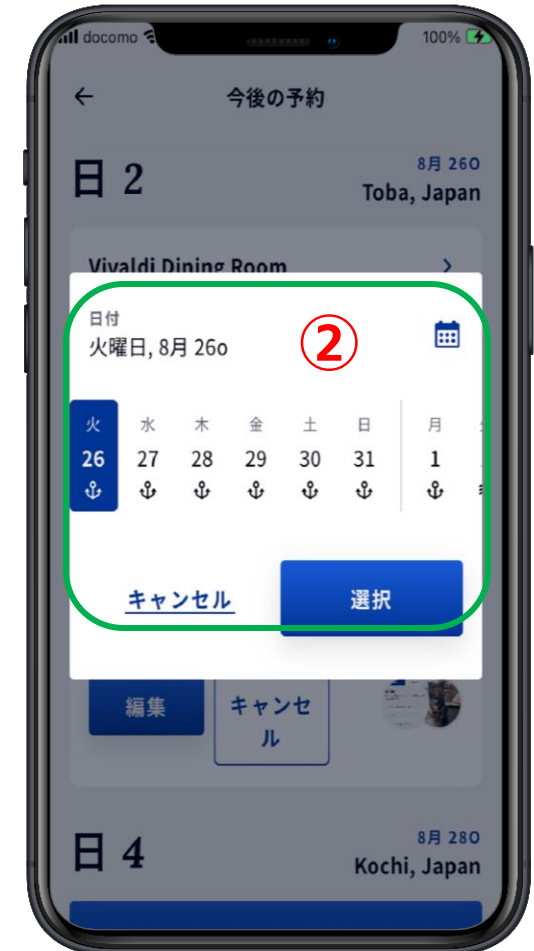 docomo
100%
今後の予約
日 2
8月 26O
Toba, Japan
Vivaldi Dining Room
日付
火曜日, 8月 26o
②
火 水 木 金 土 日 月
26 27 28 29 30 31 1
キャンセル
選択
編集
キャンセ
ル
日 4
8月 28O
Kochi, Japan